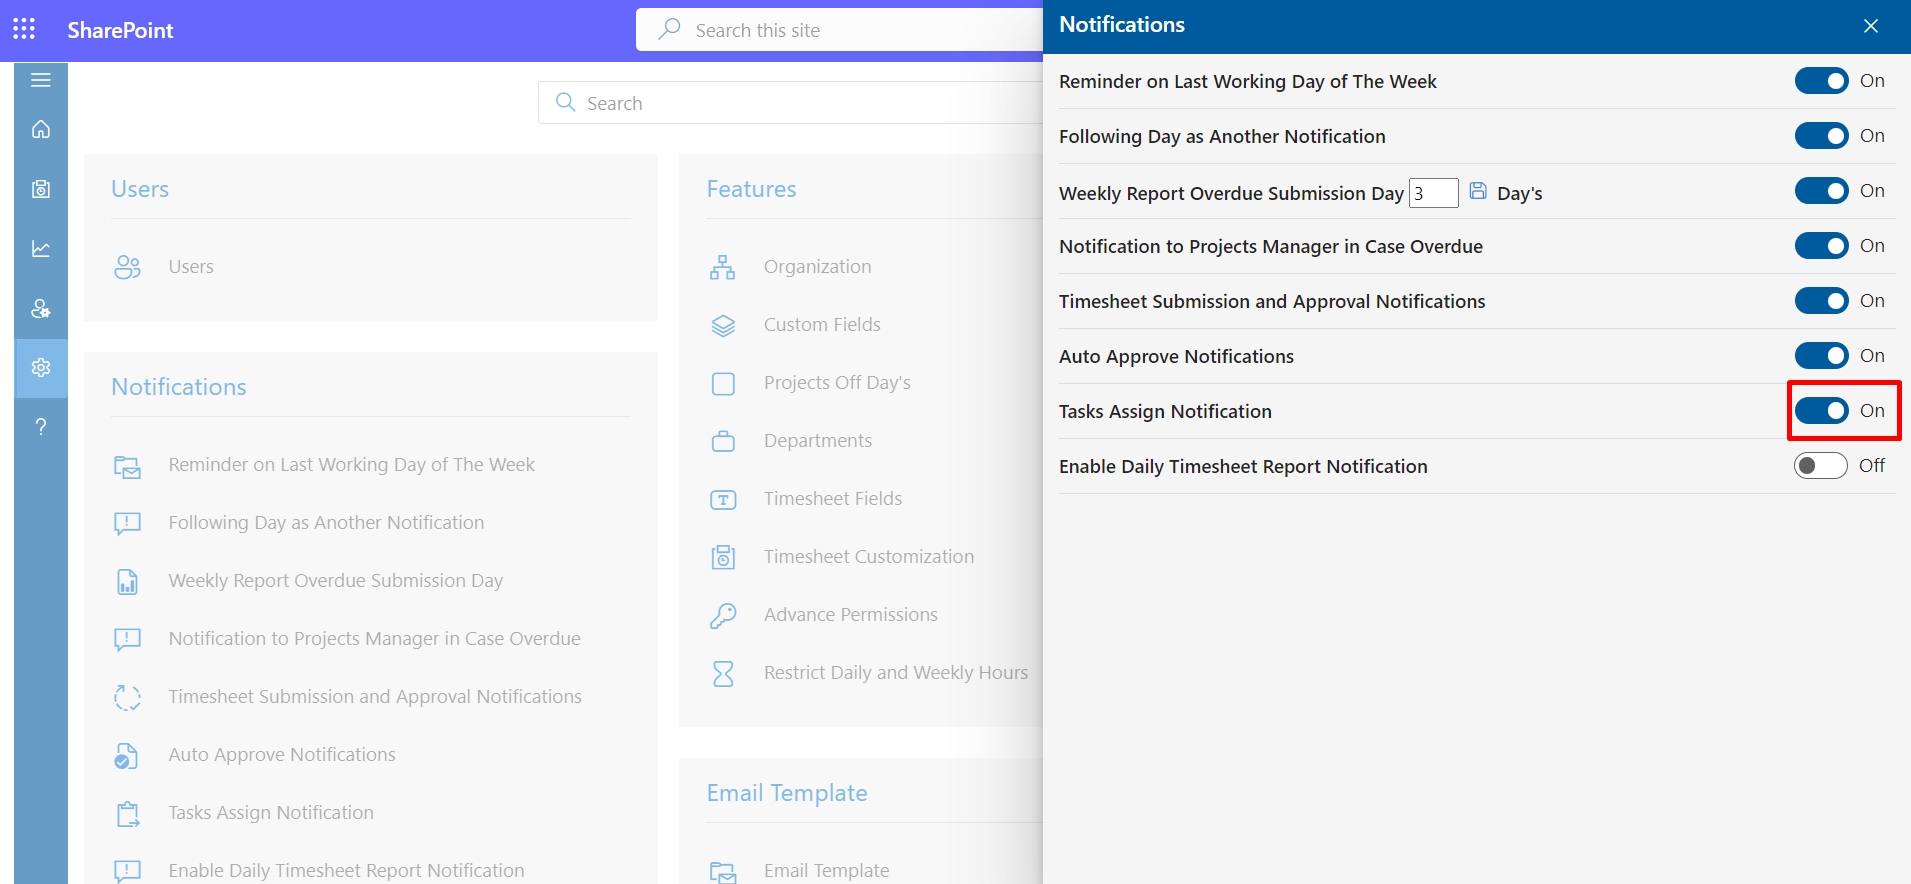 SharePoint
Search this site
Search
Users
Users
Notifications
Reminder on Last Working Day of The Week
Following Day as Another Notification
Weekly Report Overdue Submission Day
Notification to Projects Manager in Case Overdue
Timesheet Submission and Approval Notifications
Auto Approve Notifications
Tasks Assign Notification
Enable Daily Timesheet Report Notification
Features
Organization
Custom Fields
Projects Off Day's
Departments
Timesheet Fields
Timesheet Customization
Advance Permissions
Restrict Daily and Weekly Hours
Email Template
Email Template
Notifications
Reminder on Last Working Day of The Week On
Following Day as Another Notification On
Weekly Report Overdue Submission Day 3 Day's On
Notification to Projects Manager in Case Overdue On
Timesheet Submission and Approval Notifications On
Auto Approve Notifications On
Tasks Assign Notification On
Enable Daily Timesheet Report Notification Off